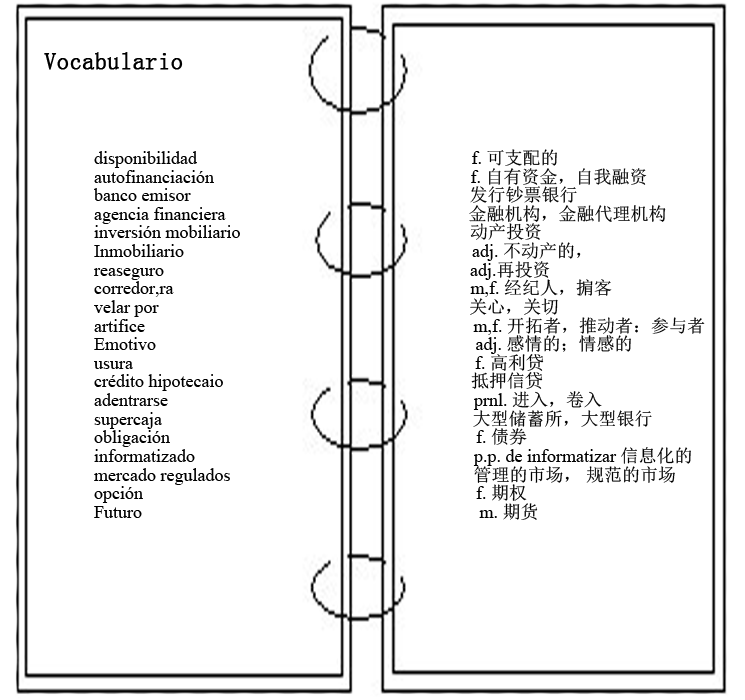 Vocabulario
disponibilidad f. 可支配的
autofinanciación f. 自有资金，自我融资
banco emisor 发行钞票银行
agencia financiera 金融机构，金融代理机构
inversión mobiliario 动产投资
Inmobiliario adj. 不动产的，
reaseguro adj.再投资
corredor,ra m,f. 经纪人，掮客
velar por 关心，关切
artifice m,f. 开拓者，推动者：参与者
Emotivo adj. 感情的；情感的
usura f. 高利贷
crédito hipotecaio 抵押信贷
adentrarse prnl. 进入，卷入
supercaja 大型储蓄所，大型银行
obligación f. 债券
informatizado p.p. de informatizar 信息化的
mercado regulados 管理的市场， 规范的市场
opción f. 期权
Futuro m. 期货